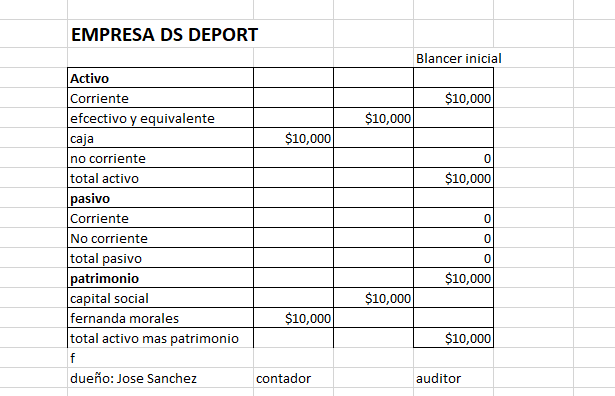 EMPRESA DS DEPORT
Blancer inicial
Activo
Corriente $10,000
efcectivo y equivalente $10,000
caja $10,000
no corriente 0
total activo $10,000
pasivo
Corriente 0
No corriente 0
total pasivo 0
patrimonio $10,000
capital social $10,000
fernanda morales $10,000
total activo mas patrimonio $10,000
f
dueño: Jose Sanchez contador auditor